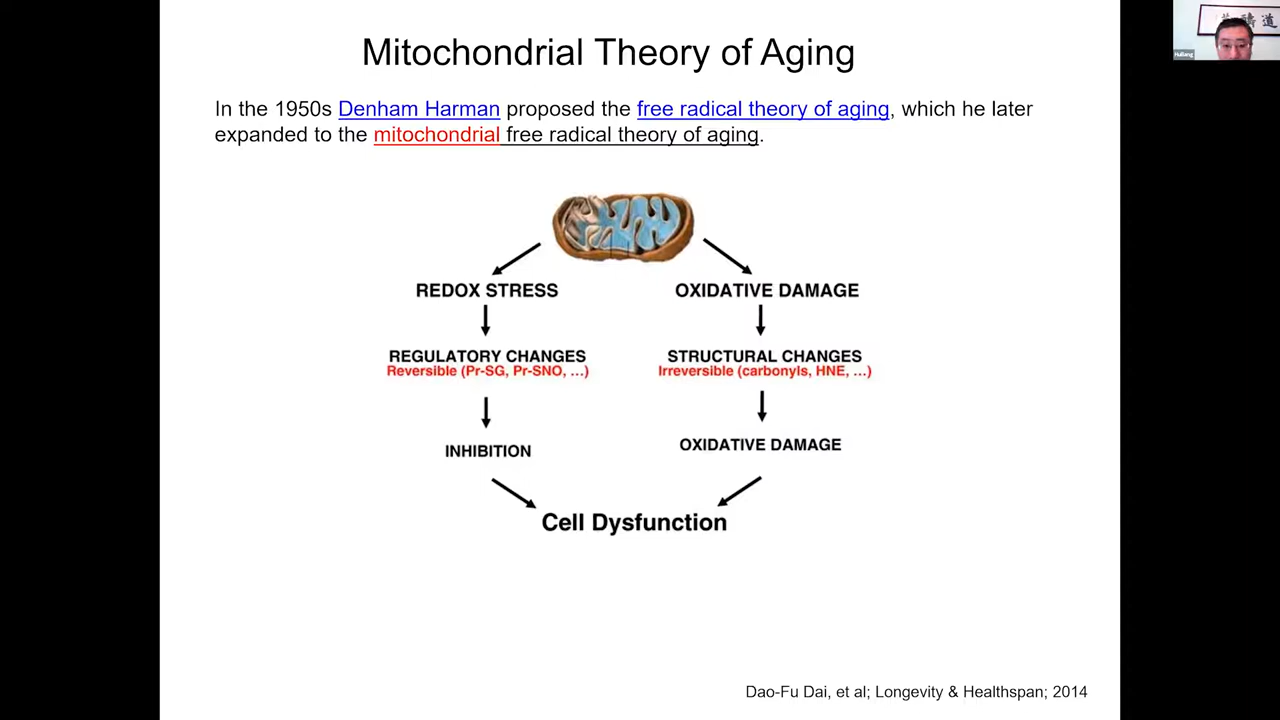 Mitochondrial Theory of Aging
In the 1950s Denham Harman proposed the free radical theory of aging, which he later
expanded to the mitochondrial free radical theory of aging.
REDOX STRESS
OXIDATIVE DAMAGE
REGULATORY CHANGES
Reversible (Pr-SG, Pr-SNO, ...)
STRUCTURAL CHANGES
Irreversible (carbonyls, HNE, ...)
INHIBITION
OXIDATIVE DAMAGE
Cell Dysfunction
Dao-Fu Dai, et al; Longevity & Healthspan; 2014